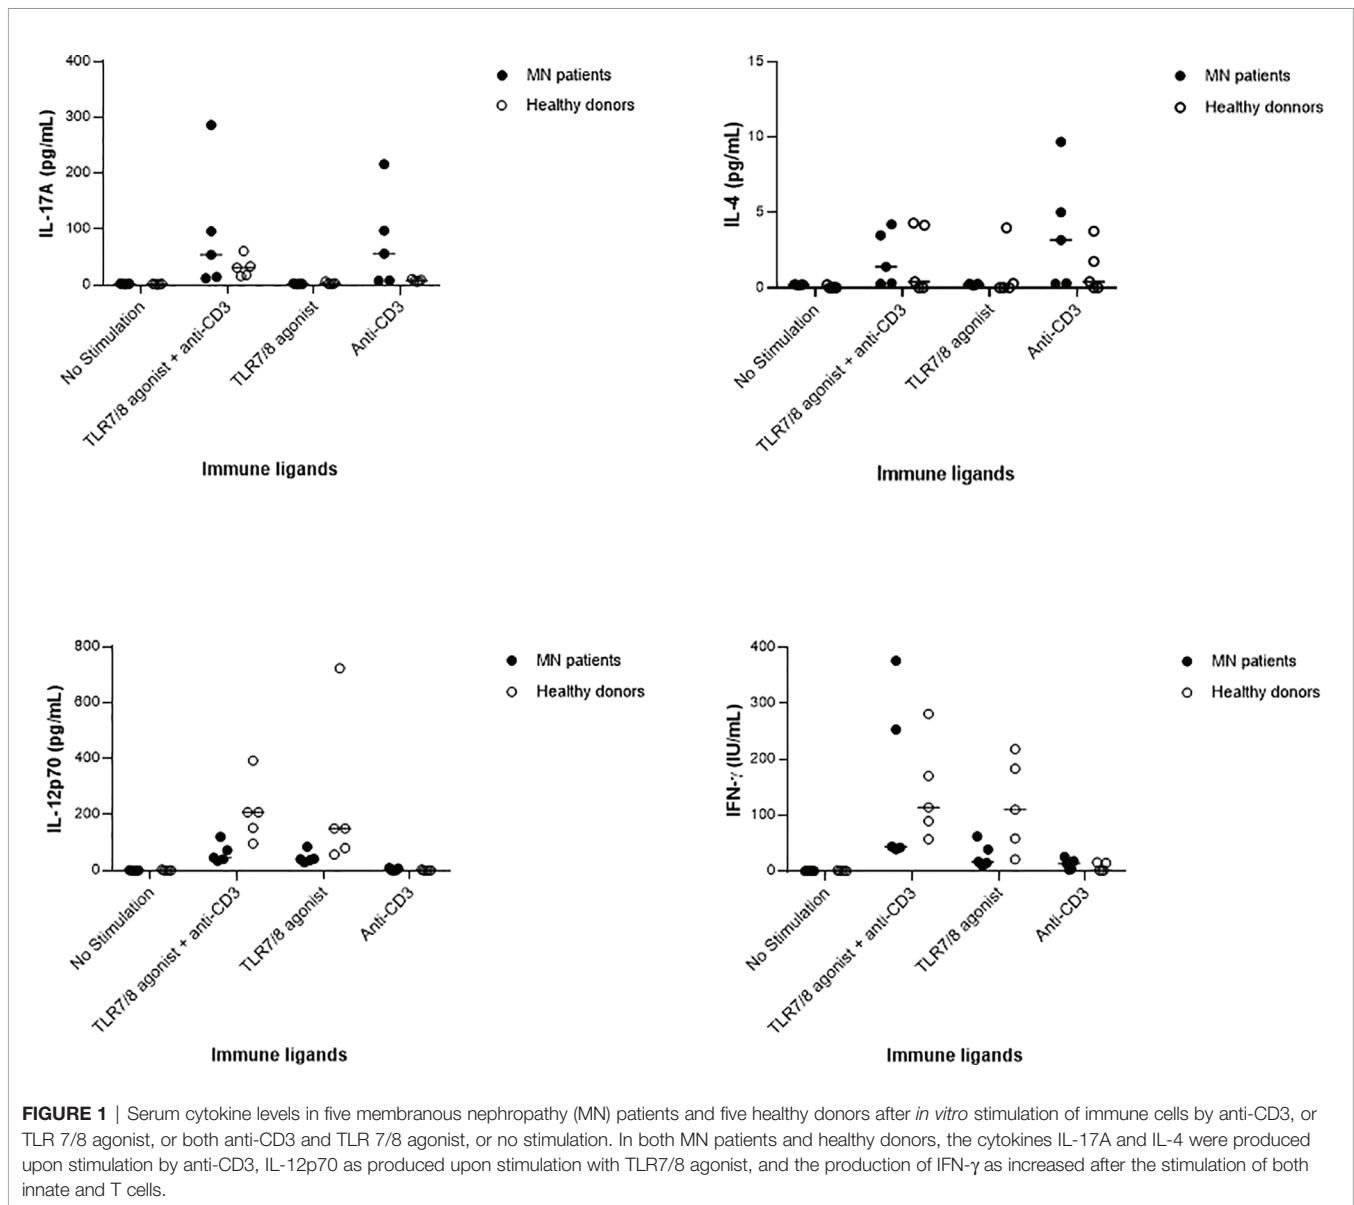 400
300
200
100
0
IL-17A (pg/mL)
MN patients
Healthy donors
No Stimulation
TLR7/8 agonist + anti-CD3
TLR7/8 agonist
Anti-CD3
Immune ligands
15
10
5
0
IL-4 (pg/mL)
MN patients
Healthy donnors
No Stimulation
TLR7/8 agonist + anti-CD3
TLR7/8 agonist
Anti-CD3
Immune ligands
800
600
400
200
0
IL-12p70 (pg/mL)
MN patients
Healthy donors
No Stimulation
TLR7/8 agonist + anti-CD3
TLR7/8 agonist
Anti-CD3
Immune ligands
400
300
200
100
0
IFN-γ (IU/mL)
MN patients
Healthy donors
No Stimulation
TLR7/8 agonist + anti-CD3
TLR7/8 agonist
Anti-CD3
Immune ligands
FIGURE 1 | Serum cytokine levels in five membranous nephropathy (MN) patients and five healthy donors after in vitro stimulation of immune cells by anti-CD3, or
TLR 7/8 agonist, or both anti-CD3 and TLR 7/8 agonist, or no stimulation. In both MN patients and healthy donors, the cytokines IL-17A and IL-4 were produced
upon stimulation by anti-CD3, IL-12p70 as produced upon stimulation with TLR7/8 agonist, and the production of IFN-γ as increased after the stimulation of both
innate and T cells.